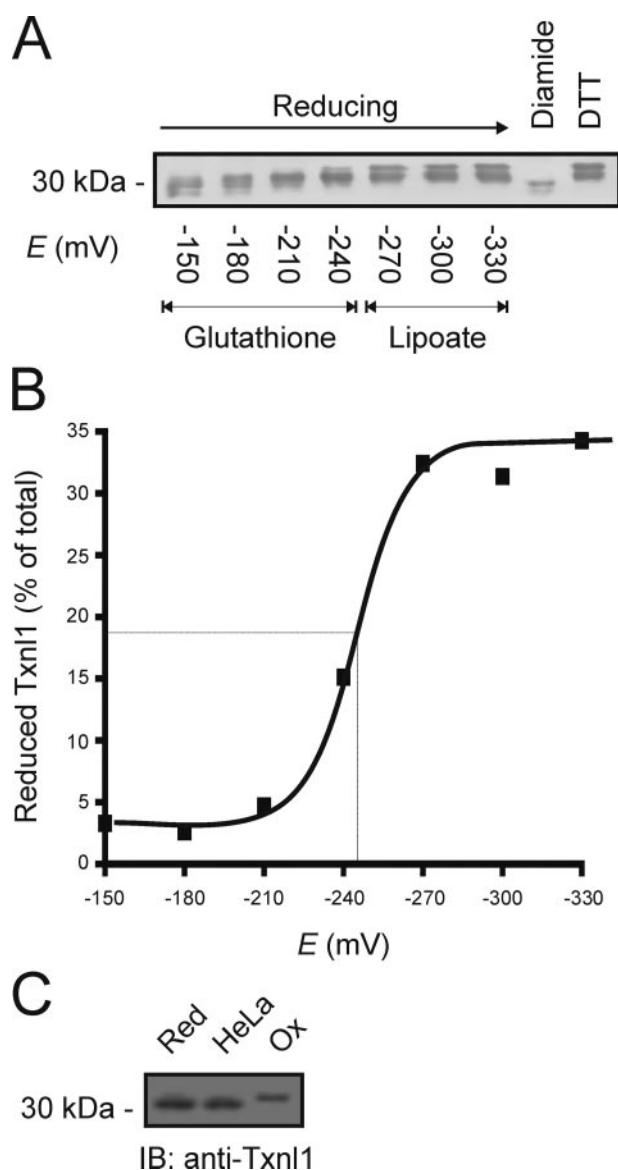 A
Reducing
Diamide
DTT
30 kDa -
E (mV)
-150
-180
-210
-240
-270
-300
-330
Glutathione
Lipoate
B
Reduced Txnl1 (% of total)
35
30
25
20
15
10
5
0
-150 -180 -210 -240 -270 -300 -330
E (mV)
C
Red HeLa Ox
30 kDa -
IB: anti-Txnl1